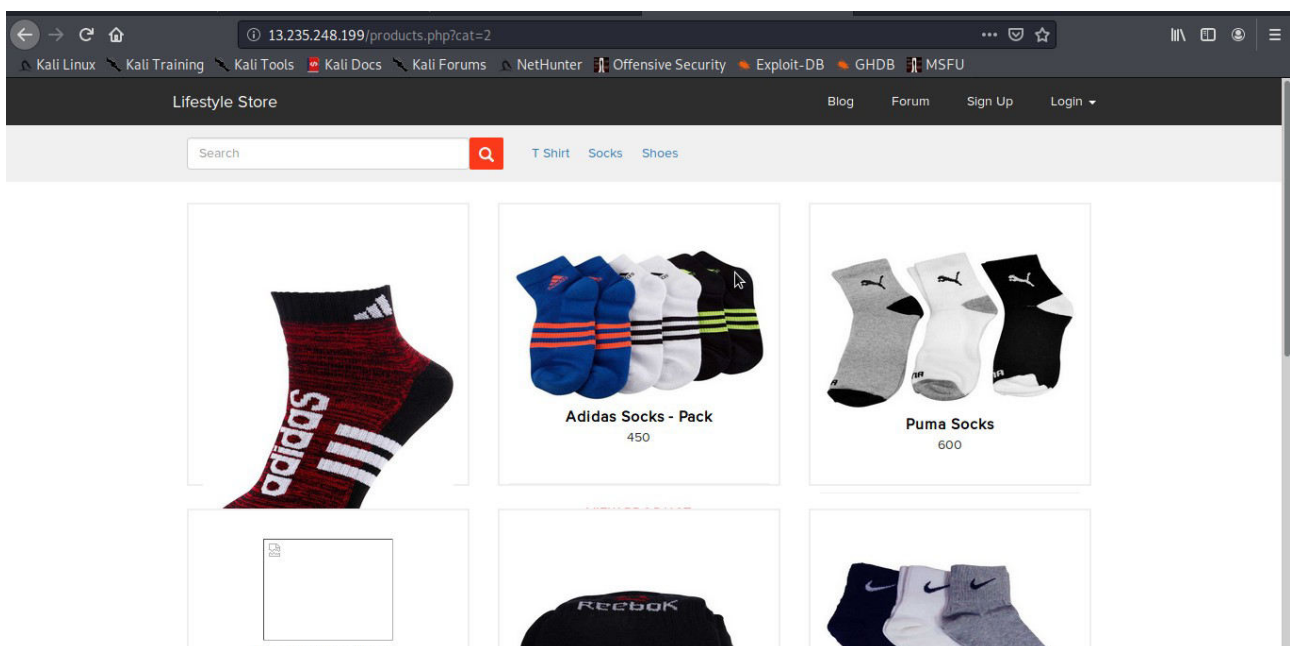 13.235.248.199/products.php?cat=2
Kali Linux Kali Training Kali Tools Kali Docs Kali Forums NetHunter Offensive Security Exploit-DB GHDB MSFU
Lifestyle Store Blog Forum Sign Up Login
Search T Shirt Socks Shoes
adidas
Adidas Socks - Pack
450
Puma Socks
600
Reebok